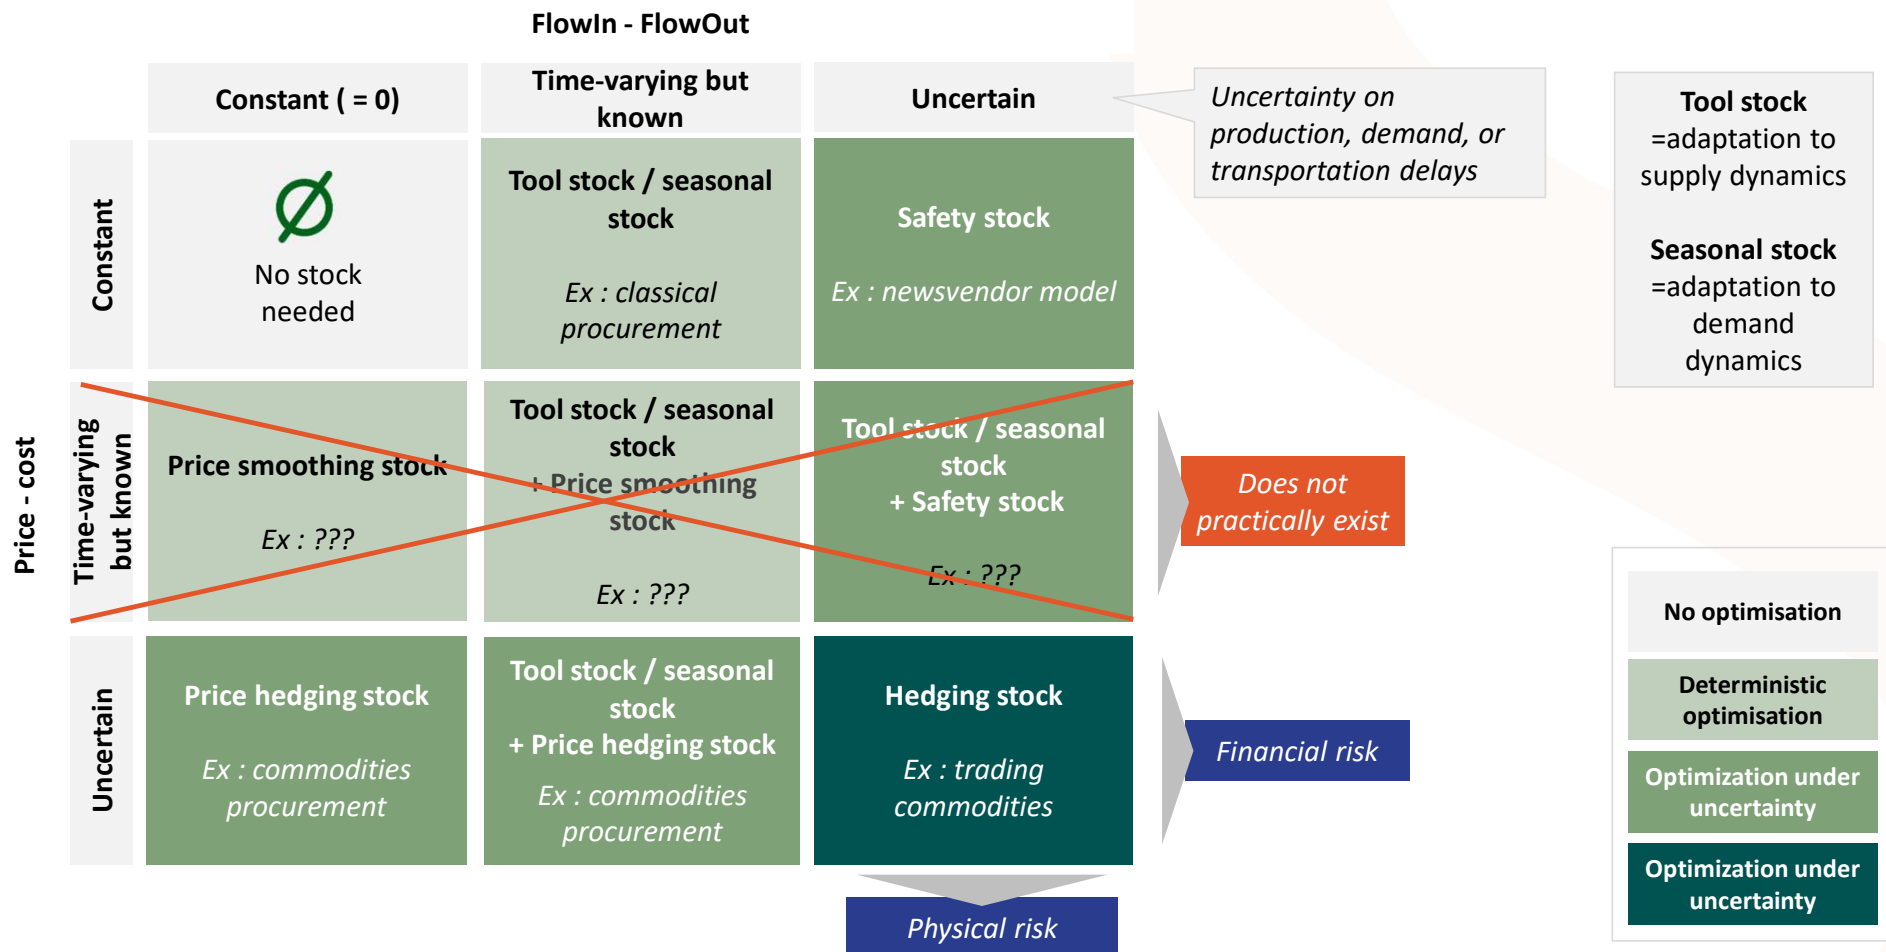 FlowIn - FlowOut
Constant ( = 0)
Time-varying but
known
Uncertain
Uncertainty on
production, demand, or
transportation delays
Tool stock
=adaptation to
supply dynamics
Seasonal stock
=adaptation to
demand
dynamics
Price - cost
Constant
No stock
needed
Tool stock / seasonal
stock
Ex : classical
procurement
Safety stock
Ex : newsvendor model
Time-varying
but known
Price smoothing stock
Ex : ???
Tool stock / seasonal
stock
+ Price smoothing
stock
Ex : ???
Tool stock / seasonal
stock
+ Safety stock
Ex : ???
Does not
practically exist
Uncertain
Price hedging stock
Ex : commodities
procurement
Tool stock / seasonal
stock
+ Price hedging stock
Ex : commodities
procurement
Hedging stock
Ex : trading
commodities
Financial risk
Physical risk
No optimisation
Deterministic
optimisation
Optimization under
uncertainty
Optimization under
uncertainty